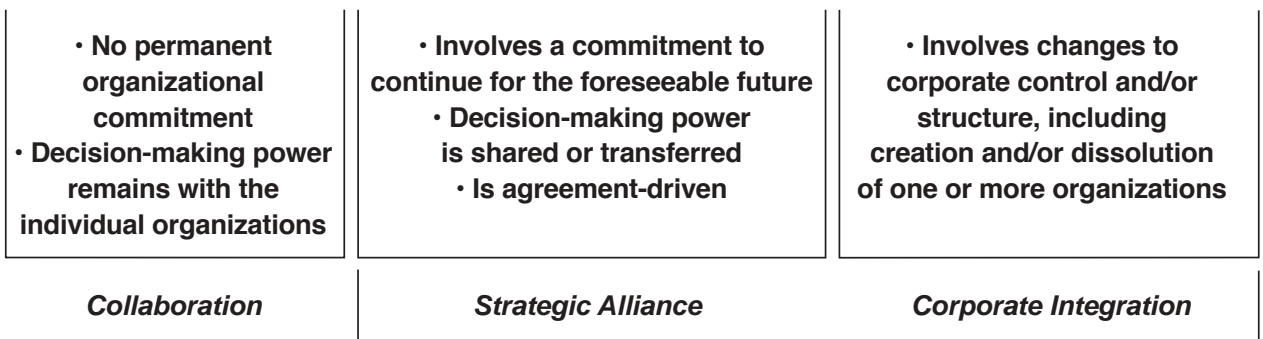 • No permanent
organizational
commitment
• Decision-making power
remains with the
individual organizations
• Involves a commitment to
continue for the foreseeable future
• Decision-making power
is shared or transferred
• Is agreement-driven
• Involves changes to
corporate control and/or
structure, including
creation and/or dissolution
of one or more organizations
Collaboration
Strategic Alliance
Corporate Integration